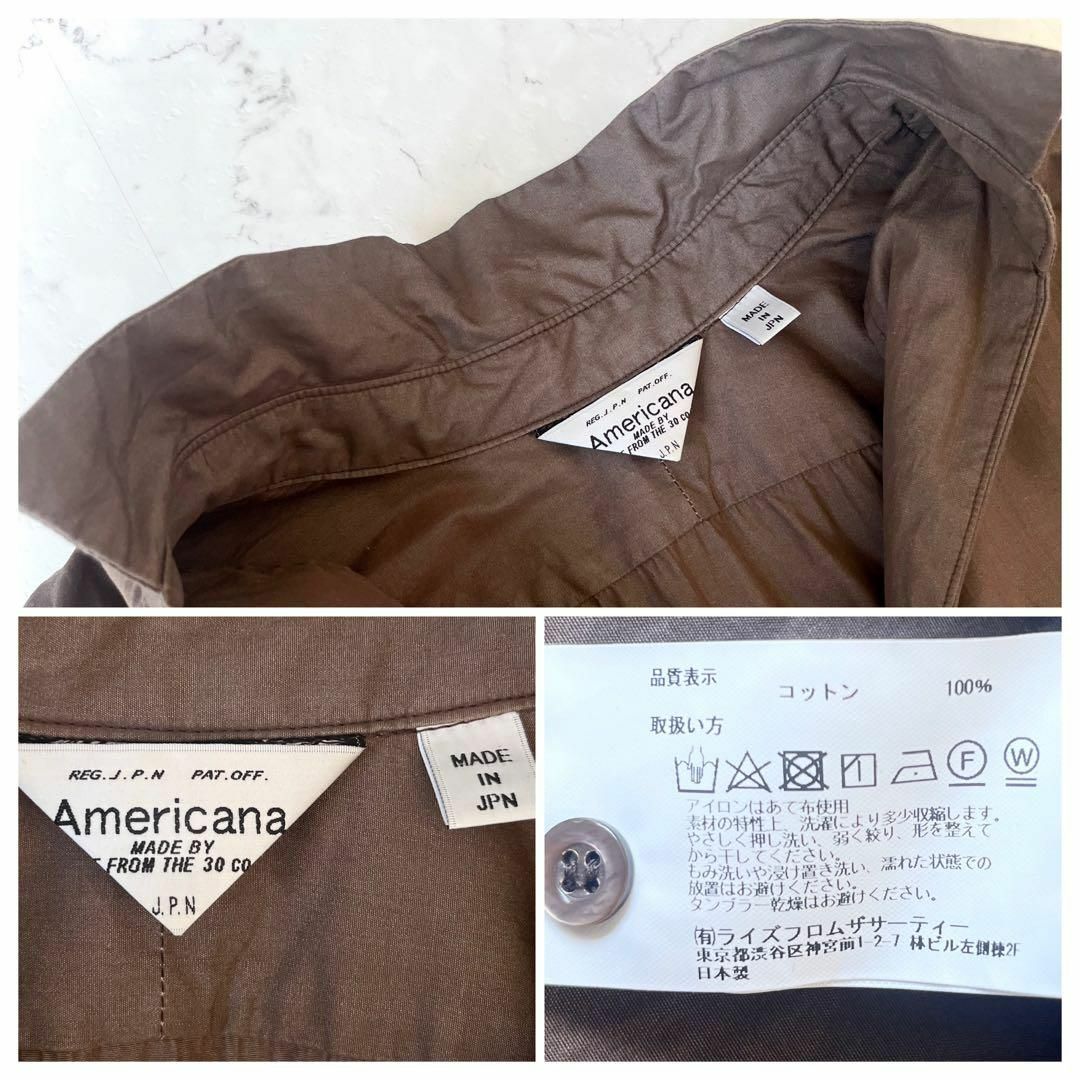 MADE
IN
JPN
REG.J.P.N PAT.OFF.
Americana
MADE BY
FROM THE 30 CO
J.P.N
REG.J.P.N PAT.OFF.
Americana
MADE BY
FROM THE 30 CO
J.P.N
MADE
IN
JPN
品質表示
コットン 100%
取扱い方
F W
アイロンはあて布使用
素材の特性上、洗濯により多少収縮します。
やさしく押し洗い、弱く絞り、形を整えて
から干してください。
もみ洗いや浸け置き洗い、濡れた状態での
放置はお避けください。
タンブラー乾燥はお避けください。
(有)ライズフロムザサーティー
東京都渋谷区神宮前1-2-7 林ビル左側棟2F
日本製